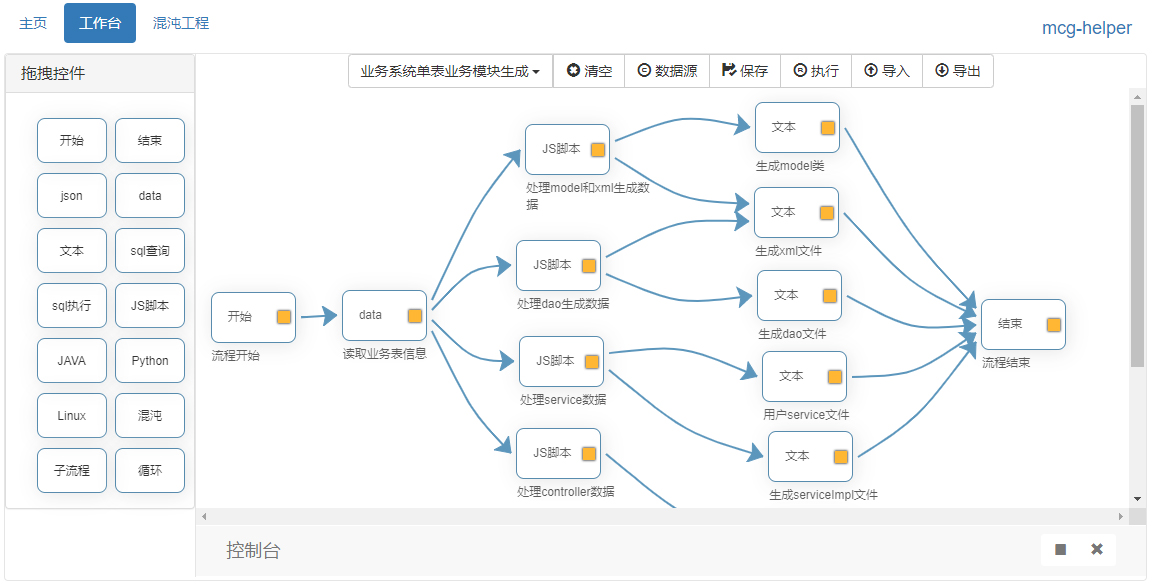 主页 工作台 混沌工程
mcg-helper
拖拽控件
业务系统单表业务模块生成 清空 数据源 保存 执行 导入 导出
开始 结束
json data
文本 sql查询
sql执行 JS脚本
JAVA Python
Linux 混沌
子流程 循环
开始
流程开始
data
读取业务表信息
JS脚本
处理model和xml生成数
据
JS脚本
处理dao生成数据
JS脚本
处理service数据
JS脚本
处理controller数据
文本
生成model类
文本
生成xml文件
文本
生成dao文件
文本
用户service文件
文本
生成serviceImpl文件
结束
流程结束
控制台